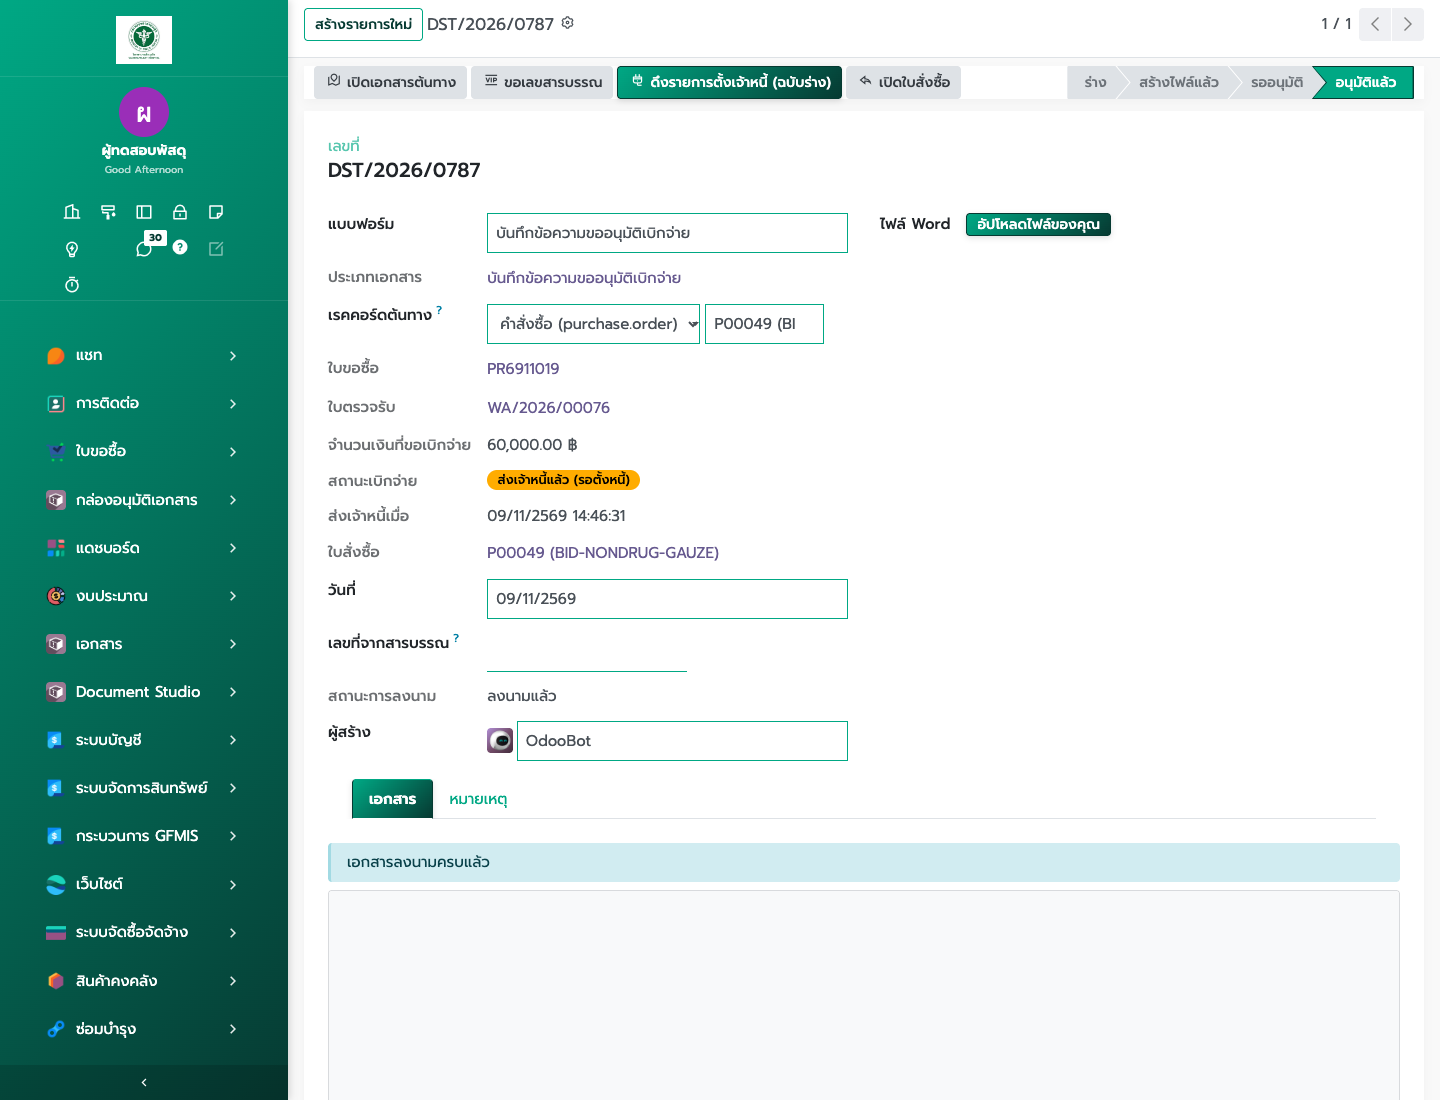 สร้างรายการใหม่ DST/2026/0787
1 / 1
ผ
ผู้ทดสอบพัสดุ
Good Afternoon
30
?
แชท
การติดต่อ
ใบขอซื้อ
กล่องอนุมัติเอกสาร
แดชบอร์ด
งบประมาณ
เอกสาร
Document Studio
ระบบบัญชี
ระบบจัดการสินทรัพย์
กระบวนการ GFMIS
เว็บไซต์
ระบบจัดซื้อจัดจ้าง
สินค้าคงคลัง
ซ่อมบำรุง
เปิดเอกสารต้นทาง
VIP ขอเลขสารบรรณ
ดึงรายการตั้งเจ้าหนี้ (ฉบับร่าง)
เปิดใบสั่งซื้อ
ร่าง
สร้างไฟล์แล้ว
รออนุมัติ
อนุมัติแล้ว
เลขที่
DST/2026/0787
แบบฟอร์ม บันทึกข้อความขออนุมัติเบิกจ่าย
ไฟล์ Word อัปโหลดไฟล์ของคุณ
ประเภทเอกสาร บันทึกข้อความขออนุมัติเบิกจ่าย
เรคคอร์ดต้นทาง ? คำสั่งซื้อ (purchase.order) P00049 (BI
ใบขอซื้อ PR6911019
ใบตรวจรับ WA/2026/00076
จำนวนเงินที่ขอเบิกจ่าย 60,000.00 ฿
สถานะเบิกจ่าย ส่งเจ้าหนี้แล้ว (รอตั้งหนี้)
ส่งเจ้าหนี้เมื่อ 09/11/2569 14:46:31
ใบสั่งซื้อ P00049 (BID-NONDRUG-GAUZE)
วันที่ 09/11/2569
เลขที่จากสารบรรณ ?
สถานะการลงนาม ลงนามแล้ว
ผู้สร้าง OdooBot
เอกสาร หมายเหตุ
เอกสารลงนามครบแล้ว